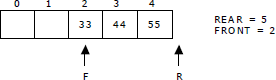 0 1 2 3 4
33 44 55
REAR = 5
FRONT = 2
F R